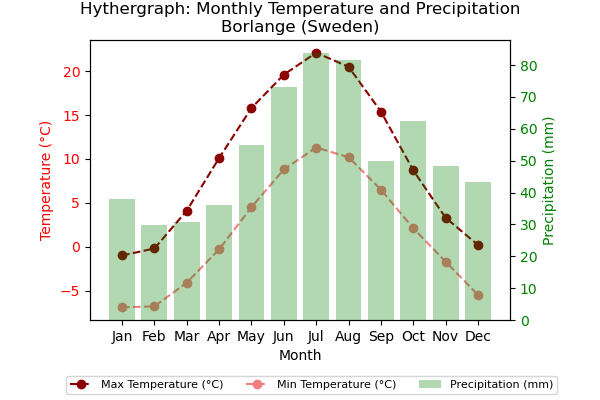 Hythergraph: Monthly Temperature and Precipitation
Borlange (Sweden)
Temperature (°C)
20
15
10
5
0
−5
80
70
60
50
40
30
20
10
0
Precipitation (mm)
Jan Feb Mar Apr May Jun Jul Aug Sep Oct Nov Dec
Month
Max Temperature (°C) Min Temperature (°C) Precipitation (mm)